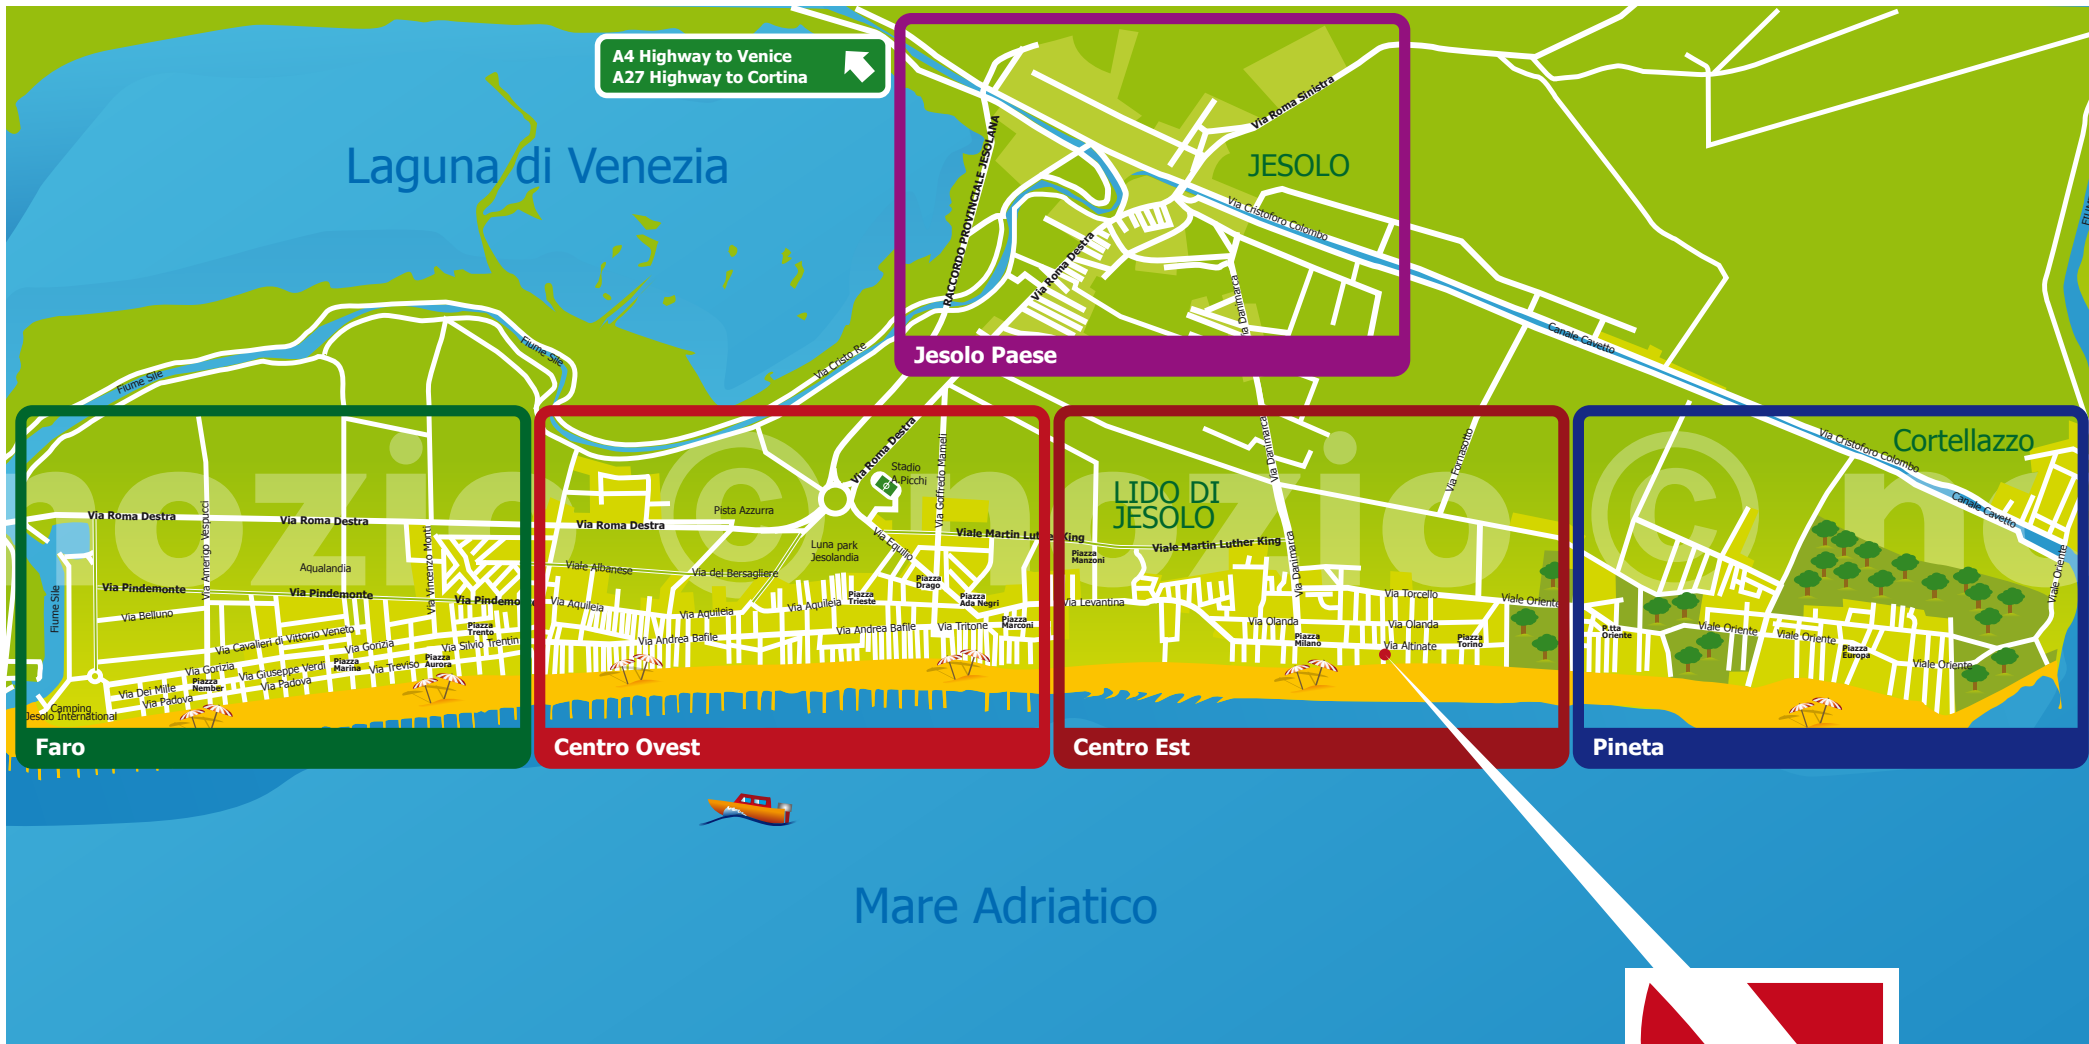 A4 Highway to Venice
A27 Highway to Cortina
Laguna di Venezia
Via Roma Sinistra
JESOLO
RACCORDO PROVINCIALE JESOLANA
Via Cristoforo Colombo
Via Roma Destra
Via Danimarca
Jesolo Paese
Fiume Sile
Fiume Sile
Via Cristo Re
Canale Cavetto
nozio © nozio © no
Via Roma Destra
Via Roma Destra
Via Amerigo Vespucci
Via Vincenzo Monti
Aqualandia
Via Pindemonte
Via Pindemonte
Via Pindemonte
Fiume Sile
Via Belluno
Via Cavalieri di Vittorio Veneto
Via Gorizia
Piazza
Trento
Via Silvio Trentin
Via Gorizia
Via Giuseppe Verdi
Piazza
Marina
Via Treviso
Piazza
Aurora
Via Dei Mille
Piazza
Nember
Via Padova
Via Padova
Camping
Jesolo International
Faro
Via Roma Destra
Stadio
A.Picchi
Via Goffredo Mameli
Via Roma Destra
Pista Azzurra
Viale Martin Luther King
Via Equilio
Luna park
Jesolandia
Viale Albanese
Via del Bersagliere
Piazza
Drago
Via Aquileia
Via Aquileia
Via Aquileia
Piazza
Trieste
Piazza
Ada Negri
Via Andrea Bafile
Via Andrea Bafile
Via Tritone
Piazza
Marconi
Centro Ovest
Via Danimarca
Via Fornasotto
LIDO DI
JESOLO
Piazza
Manzoni
Viale Martin Luther King
Via Danimarca
Via Levantina
Via Torcello
Viale Oriente
Via Olanda
Via Olanda
Piazza
Milano
Via Altinate
Piazza
Torino
Centro Est
Via Cristoforo Colombo
Cortellazzo
Canale Cavetto
Viale Oriente
P.tta
Oriente
Viale Oriente
Viale Oriente
Piazza
Europa
Viale Oriente
Pineta
Mare Adriatico